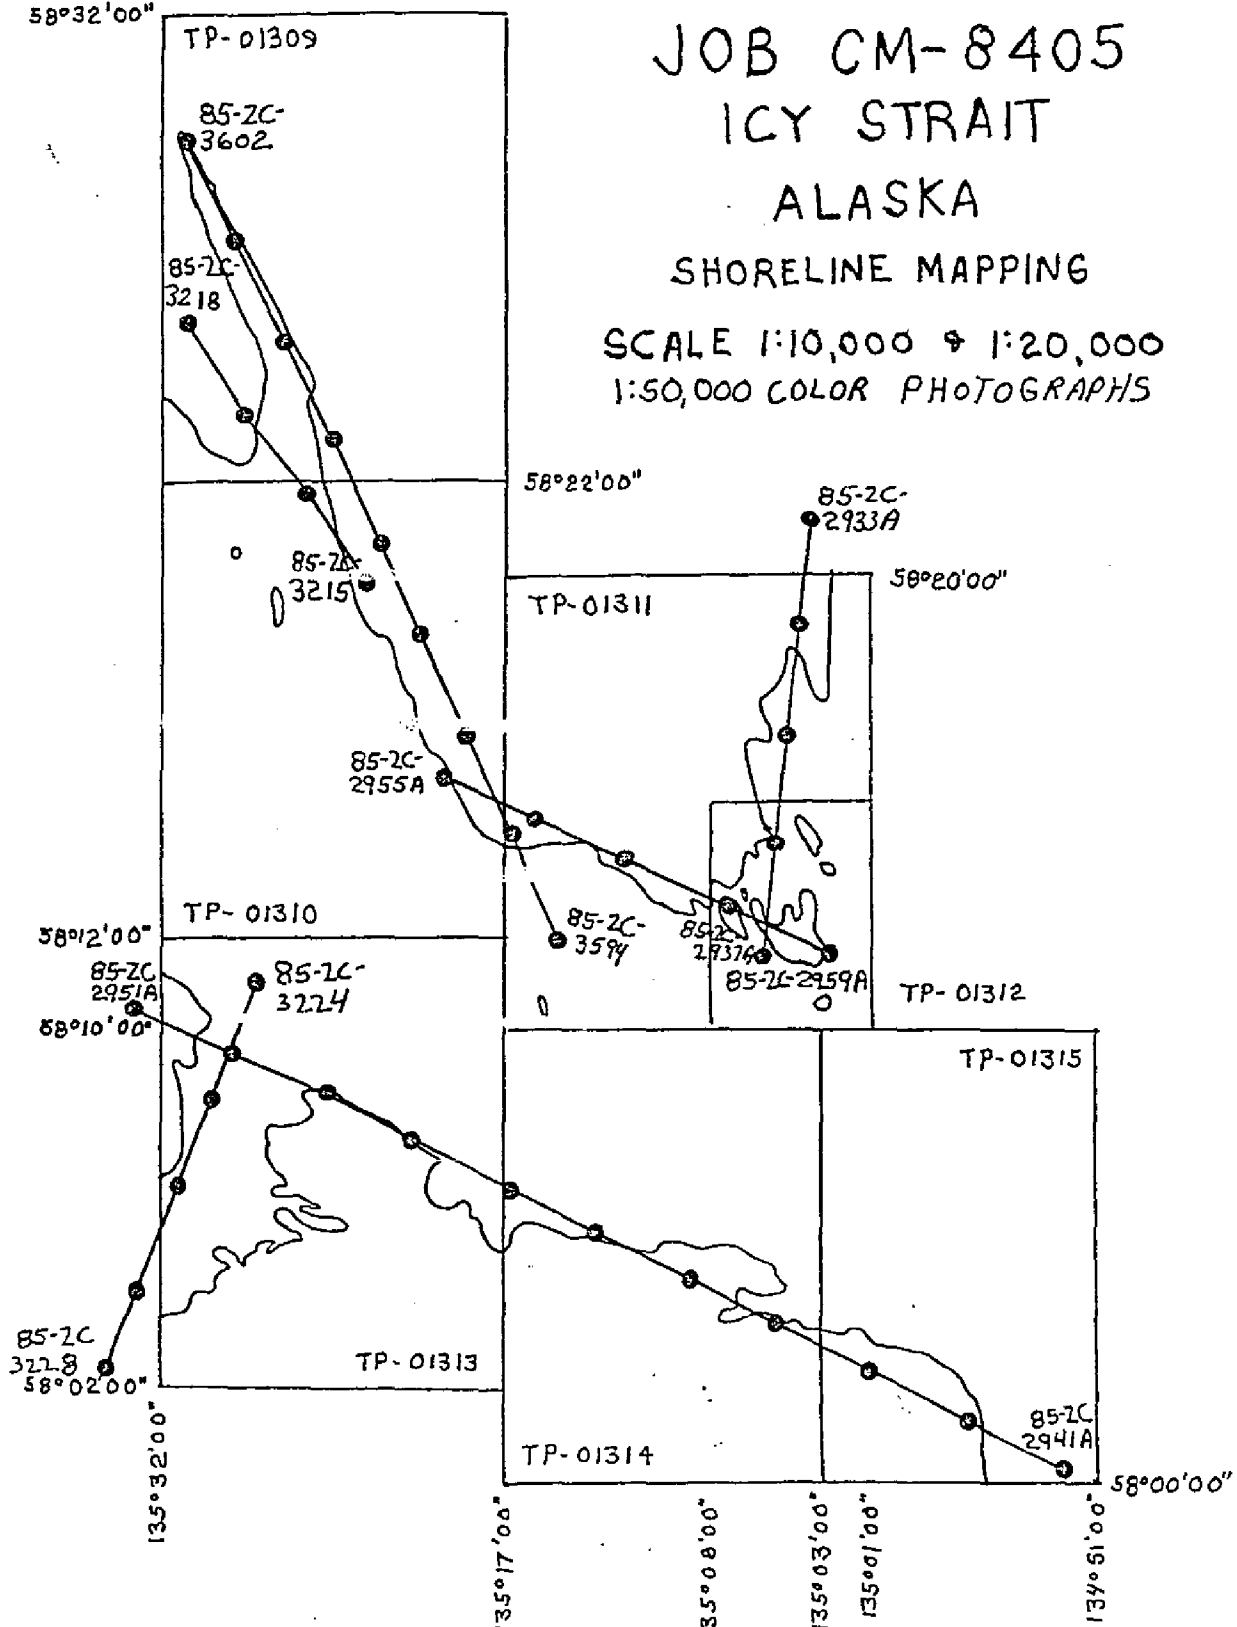 JOB CM-8405
ICY STRAIT
ALASKA
SHORELINE MAPPING
SCALE 1:10,000 & 1:20,000
1:50,000 COLOR PHOTOGRAPHS
58°32'00"
TP-01309
85-2C-
3602
85-2C-
3218
58°22'00"
85-2C-
2933A
85-2C-
3215
58°20'00"
TP-01311
85-2C-
2955A
TP-01310
58°12'00"
85-2C-
3594
85-2C-
2937A
85-2C-2959A
TP-01312
85-2C
2951A
85-2C-
3224
58°10'00"
TP-01315
85-2C
3228
58°02'00"
TP-01313
TP-01314
85-2C
2941A
58°00'00"
135°32'00"
135°17'00"
135°08'00"
135°03'00"
135°01'00"
134°51'00"